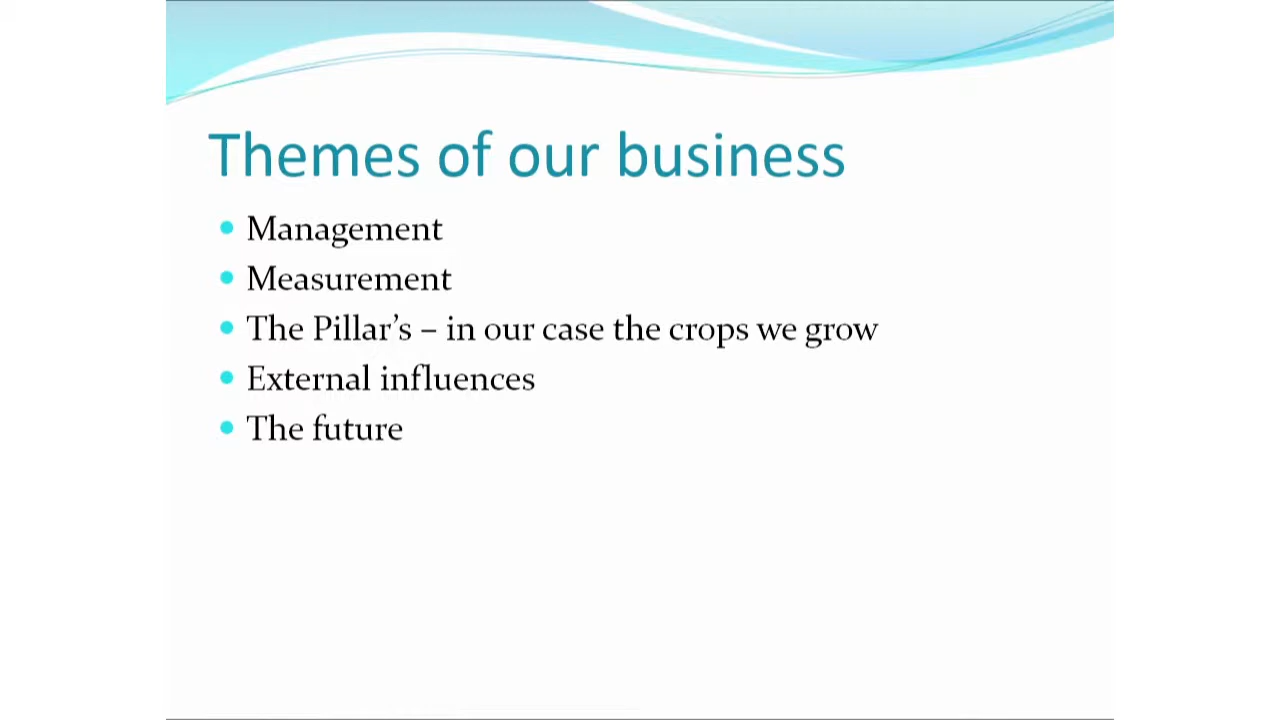 Themes of our business
• Management
• Measurement
• The Pillar’s – in our case the crops we grow
• External influences
• The future